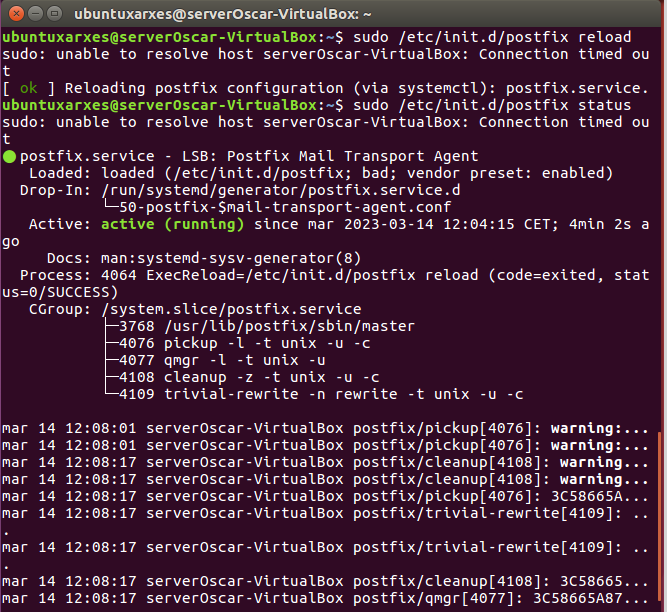 ubuntuxarxes@serverOscar-VirtualBox: ~
ubuntuxarxes@serverOscar-VirtualBox:~$ sudo /etc/init.d/postfix reload
sudo: unable to resolve host serverOscar-VirtualBox: Connection timed ou
t
[ ok ] Reloading postfix configuration (via systemctl): postfix.service.
ubuntuxarxes@serverOscar-VirtualBox:~$ sudo /etc/init.d/postfix status
sudo: unable to resolve host serverOscar-VirtualBox: Connection timed ou
t
● postfix.service - LSB: Postfix Mail Transport Agent
   Loaded: loaded (/etc/init.d/postfix; bad; vendor preset: enabled)
  Drop-In: /run/systemd/generator/postfix.service.d
           └─50-postfix-$mail-transport-agent.conf
   Active: active (running) since mar 2023-03-14 12:04:15 CET; 4min 2s a
go
     Docs: man:systemd-sysv-generator(8)
  Process: 4064 ExecReload=/etc/init.d/postfix reload (code=exited, stat
us=0/SUCCESS)
   CGroup: /system.slice/postfix.service
           ├─3768 /usr/lib/postfix/sbin/master
           ├─4076 pickup -l -t unix -u -c
           ├─4077 qmgr -l -t unix -u
           ├─4108 cleanup -z -t unix -u -c
           └─4109 trivial-rewrite -n rewrite -t unix -u -c
mar 14 12:08:01 serverOscar-VirtualBox postfix/pickup[4076]: warning:...
mar 14 12:08:01 serverOscar-VirtualBox postfix/pickup[4076]: warning:...
mar 14 12:08:17 serverOscar-VirtualBox postfix/cleanup[4108]: warning...
mar 14 12:08:17 serverOscar-VirtualBox postfix/cleanup[4108]: warning...
mar 14 12:08:17 serverOscar-VirtualBox postfix/pickup[4076]: 3C58665A...
mar 14 12:08:17 serverOscar-VirtualBox postfix/trivial-rewrite[4109]: ..
.
mar 14 12:08:17 serverOscar-VirtualBox postfix/trivial-rewrite[4109]: ..
.
mar 14 12:08:17 serverOscar-VirtualBox postfix/cleanup[4108]: 3C58665...
mar 14 12:08:17 serverOscar-VirtualBox postfix/qmgr[4077]: 3C58665A87...